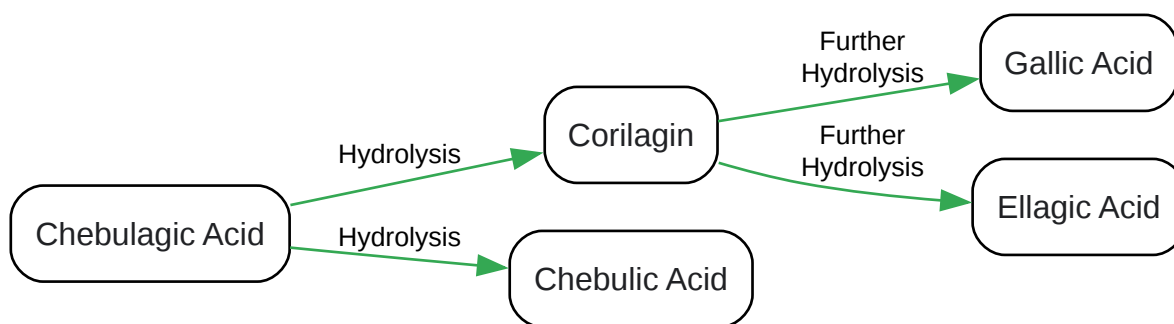 Chebulagic Acid
Hydrolysis
Hydrolysis
Corilagin
Chebulic Acid
Further
Hydrolysis
Further
Hydrolysis
Gallic Acid
Ellagic Acid